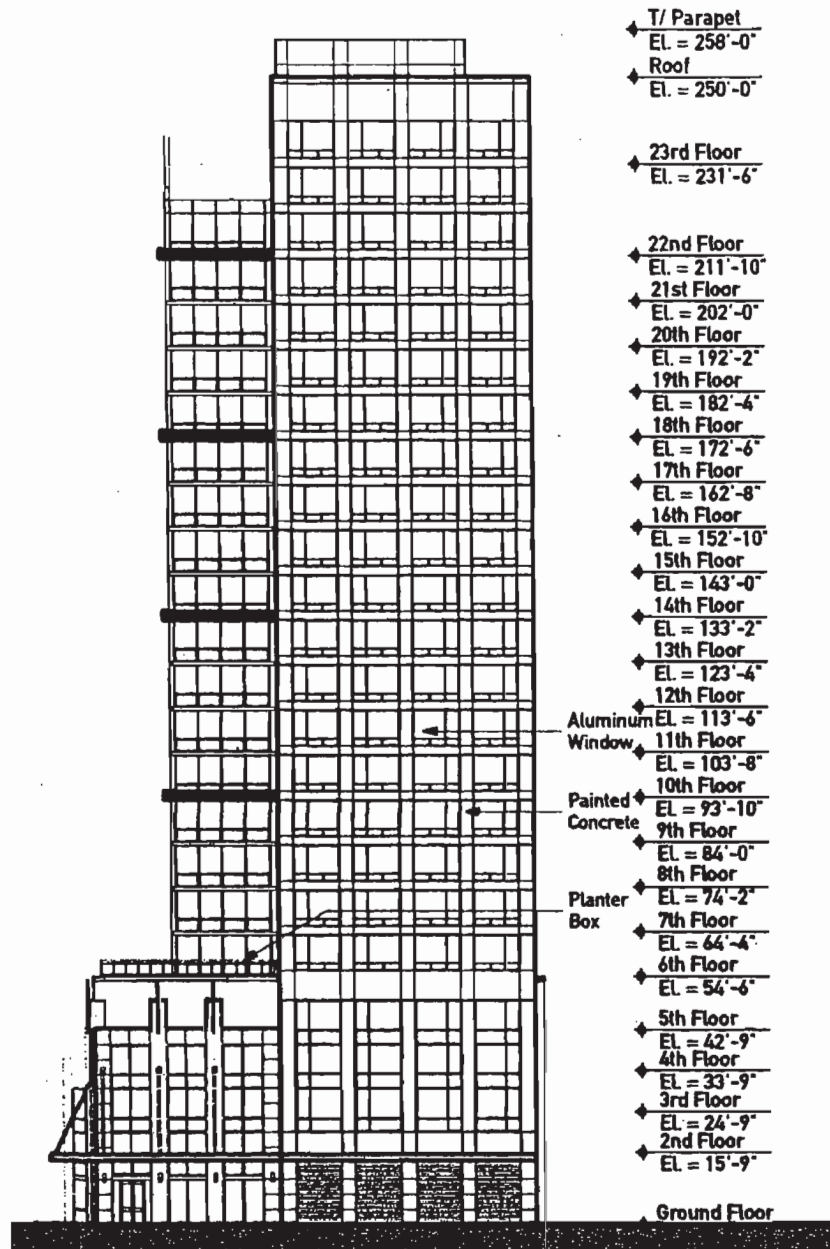 T/ Parapet
El. = 258'-0"
Roof
El. = 250'-0"
23rd Floor
El. = 231'-6"
22nd Floor
El. = 211'-10"
21st Floor
El. = 202'-0"
20th Floor
El. = 192'-2"
19th Floor
El. = 182'-4"
18th Floor
El. = 172'-6"
17th Floor
El. = 162'-8"
16th Floor
El. = 152'-10"
15th Floor
El. = 143'-0"
14th Floor
El. = 133'-2"
13th Floor
El. = 123'-4"
12th Floor
El. = 113'-6"
11th Floor
El. = 103'-8"
10th Floor
El. = 93'-10"
9th Floor
El. = 84'-0"
8th Floor
El. = 74'-2"
7th Floor
El. = 64'-4"
6th Floor
El. = 54'-6"
5th Floor
El. = 42'-9"
4th Floor
El. = 33'-9"
3rd Floor
El. = 24'-9"
2nd Floor
El. = 15'-9"
Ground Floor
Aluminum
Window
Painted
Concrete
Planter
Box